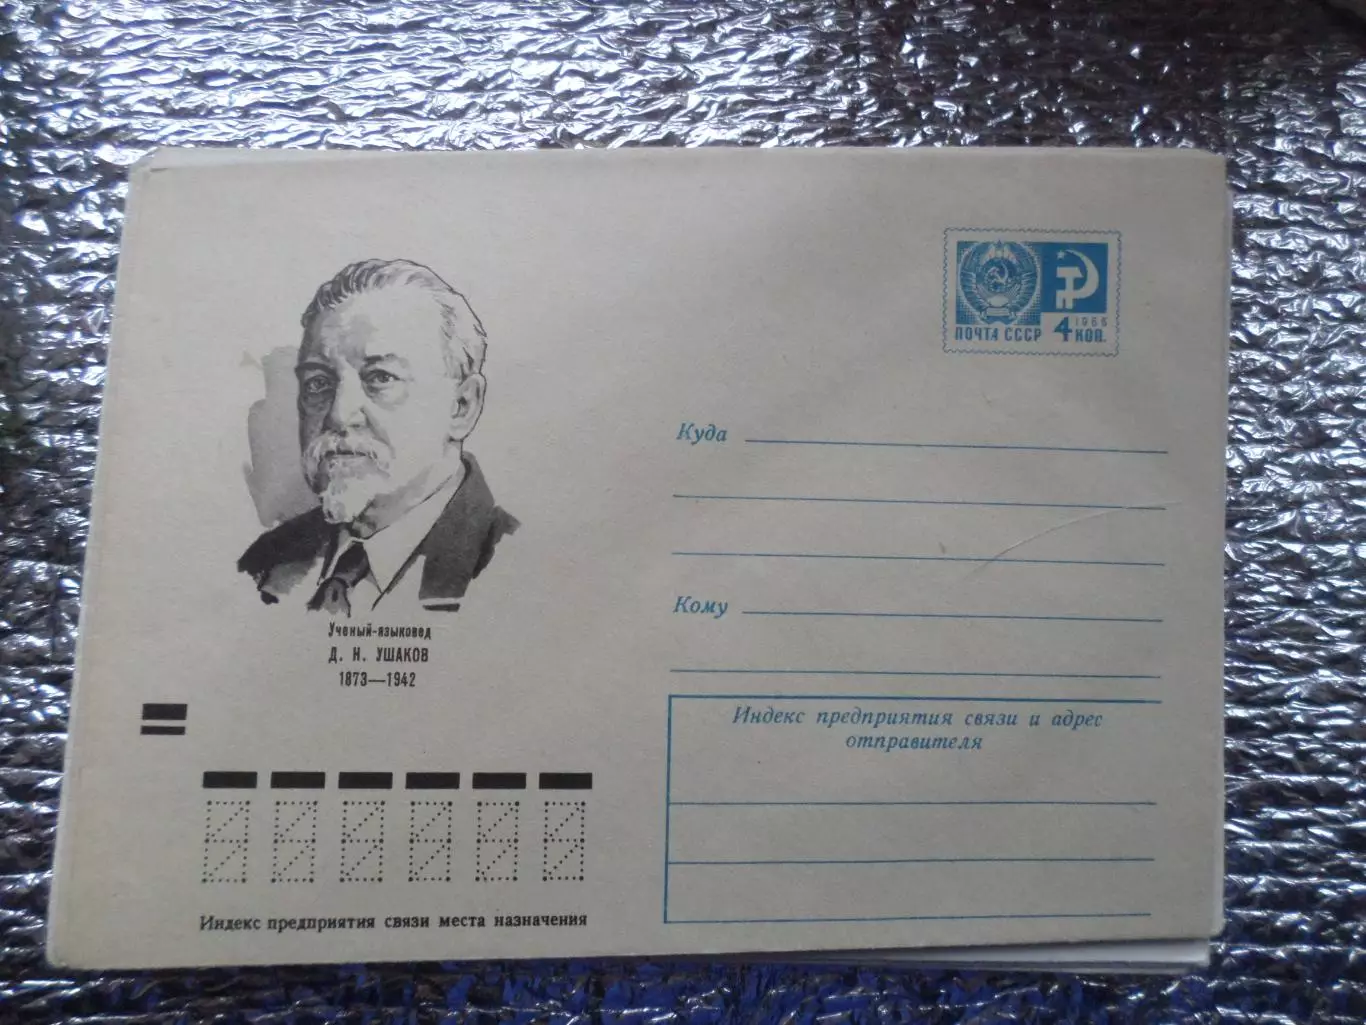 ПОЧТА СССР
1966
4 КОП.
Куда
Кому
Ученый-языковед
Д. Н. УШАКОВ
1873—1942
Индекс предприятия связи и адрес
отправителя
Индекс предприятия связи места назначения